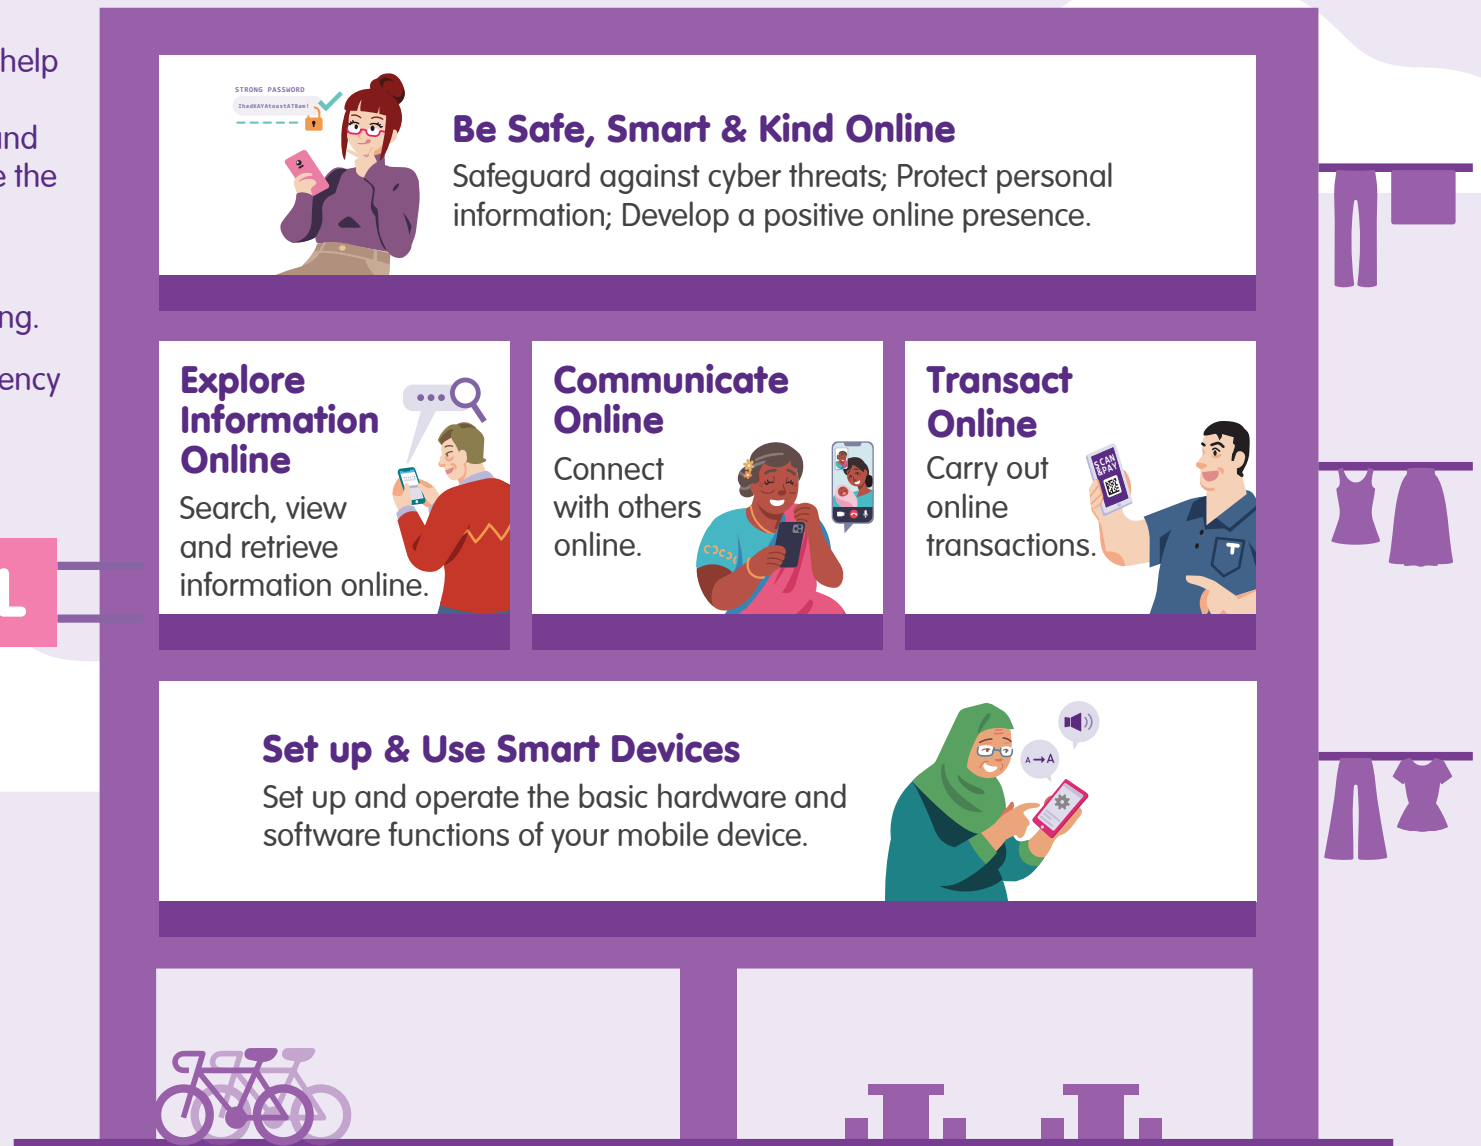 help
and
e the
ng.
ency
STRONG PASSWORD
IhadKAYAtoastAT8am!
Be Safe, Smart & Kind Online
Safeguard against cyber threats; Protect personal
information; Develop a positive online presence.
Explore
Information
Online
Search, view
and retrieve
information online.
Communicate
Online
Connect
with others
online.
Transact
Online
Carry out
online
transactions.
SCAN
&PAY
T
L
Set up & Use Smart Devices
Set up and operate the basic hardware and
software functions of your mobile device.
A→A